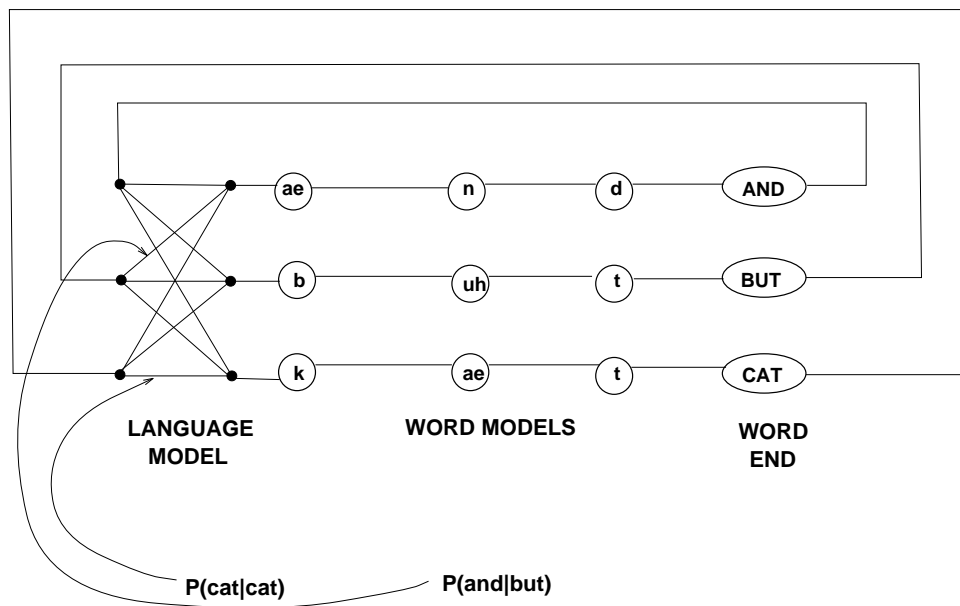 ae n d AND
b uh t BUT
k ae t CAT
LANGUAGE
MODEL
WORD MODELS
WORD
END
P(cat|cat)
P(and|but)